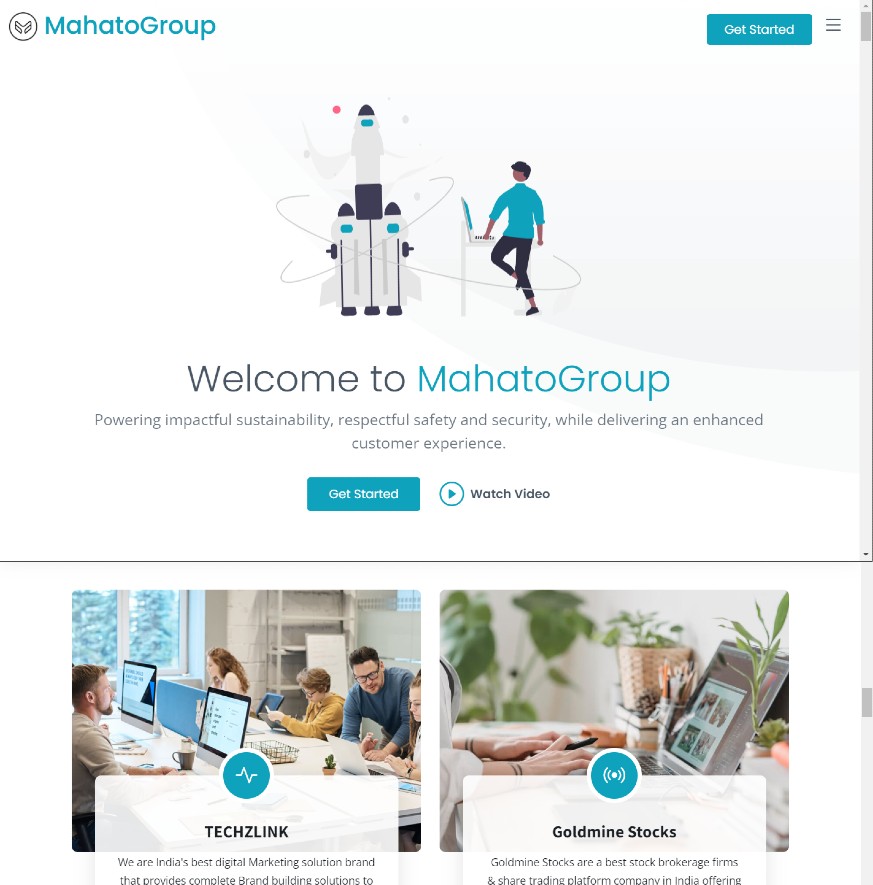 MahatoGroup
Get Started
Welcome to MahatoGroup
Powering impactful sustainability, respectful safety and security, while delivering an enhanced
customer experience.
Get Started
Watch Video
TECHZLINK
We are India's best digital Marketing solution brand
that provides complete Brand building solutions to
Goldmine Stocks
Goldmine Stocks are a best stock brokerage firms
& share trading platform company in India offering